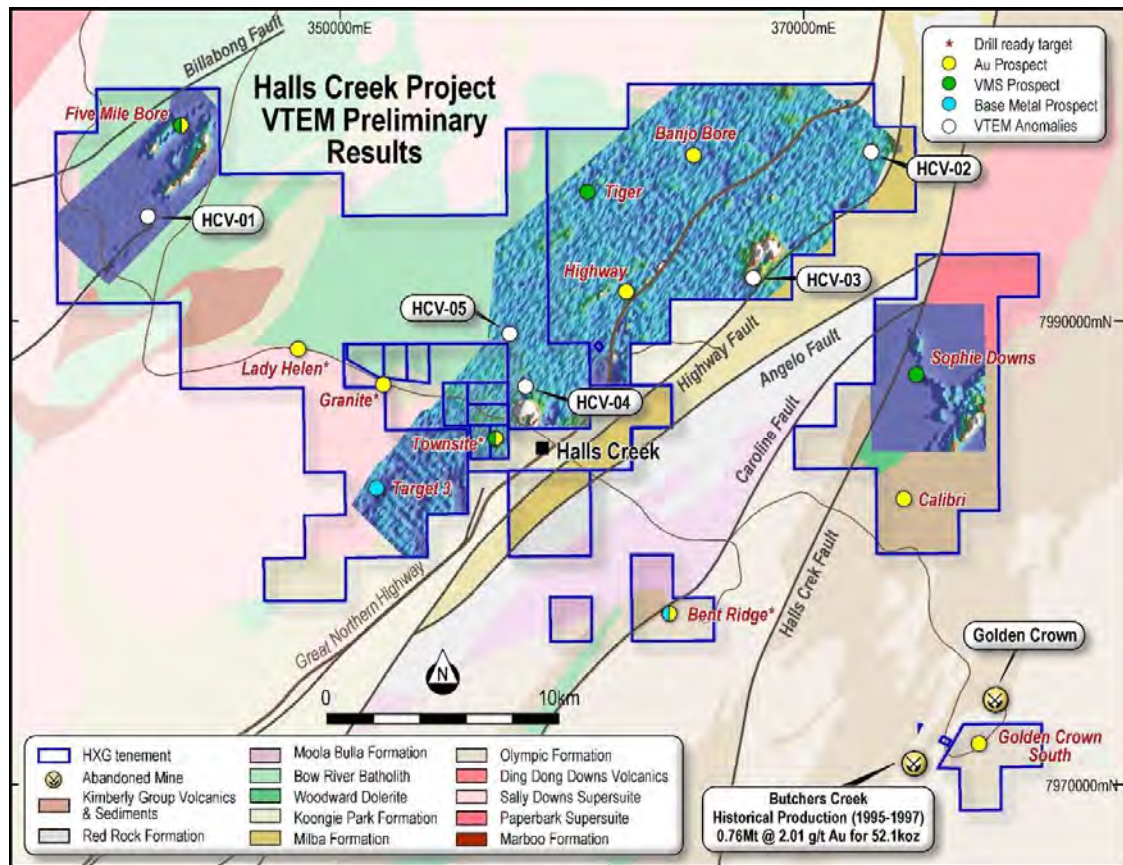 350000mE
370000mE
Billabong Fault
Halls Creek Project
VTEM Preliminary
Results
* Drill ready target
Au Prospect
VMS Prospect
Base Metal Prospect
VTEM Anomalies
Five Mile Bore
Banjo Bore
HCV-02
Tiger
HCV-01
Highway
HCV-03
HCV-05
7990000mN
Highway Fault
Angelo Fault
Sophie Downs
Lady Helen*
Granite*
HCV-04
Caroline Fault
Townsite*
Halls Creek
Target 3
Calibri
Halls Crek Fault
Great Northern Highway
Bent Ridge*
Golden Crown
N
0
10km
Golden Crown
South
7970000mN
Butchers Creek
Historical Production (1995-1997)
0.76Mt @ 2.01 g/t Au for 52.1koz
HXG tenement
Abandoned Mine
Kimberly Group Volcanics
& Sediments
Red Rock Formation
Moola Bulla Formation
Bow River Batholith
Woodward Dolerite
Koongie Park Formation
Milba Formation
Olympic Formation
Ding Dong Downs Volcanics
Sally Downs Supersuite
Paperbark Supersuite
Marboo Formation